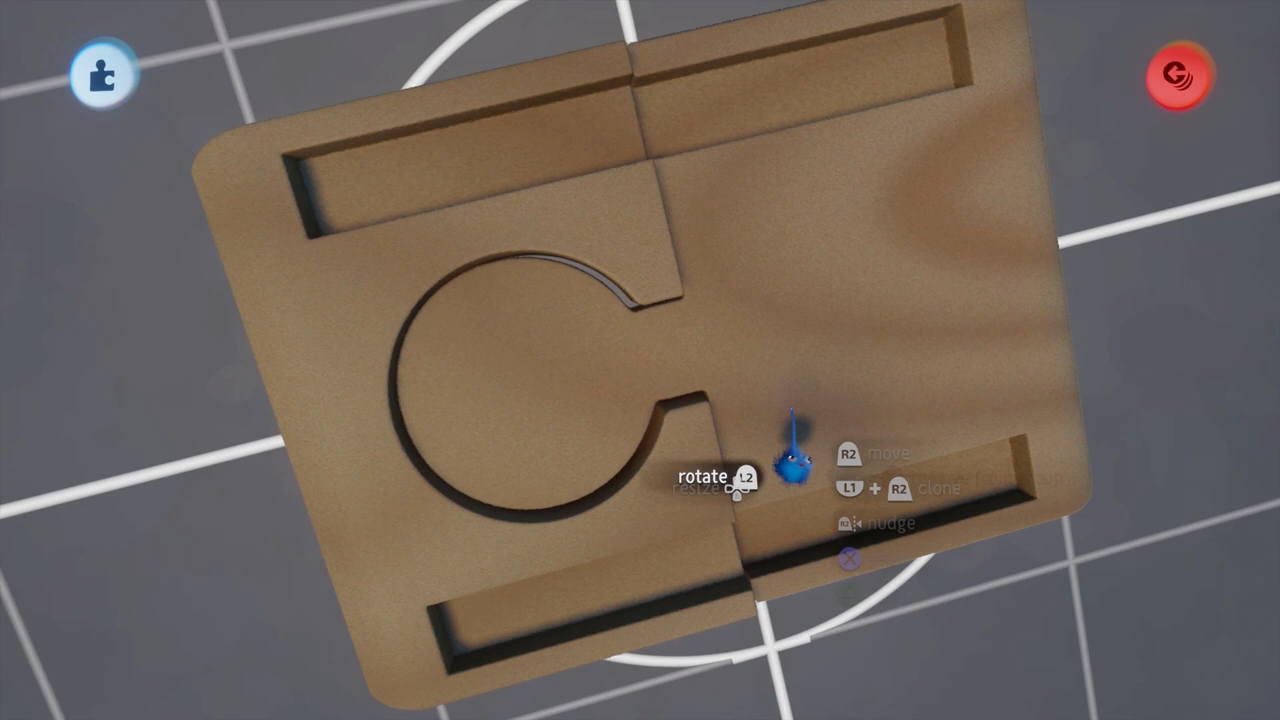 R2 move
rotate L2
resize
L1 + R2 clone
R2 nudge